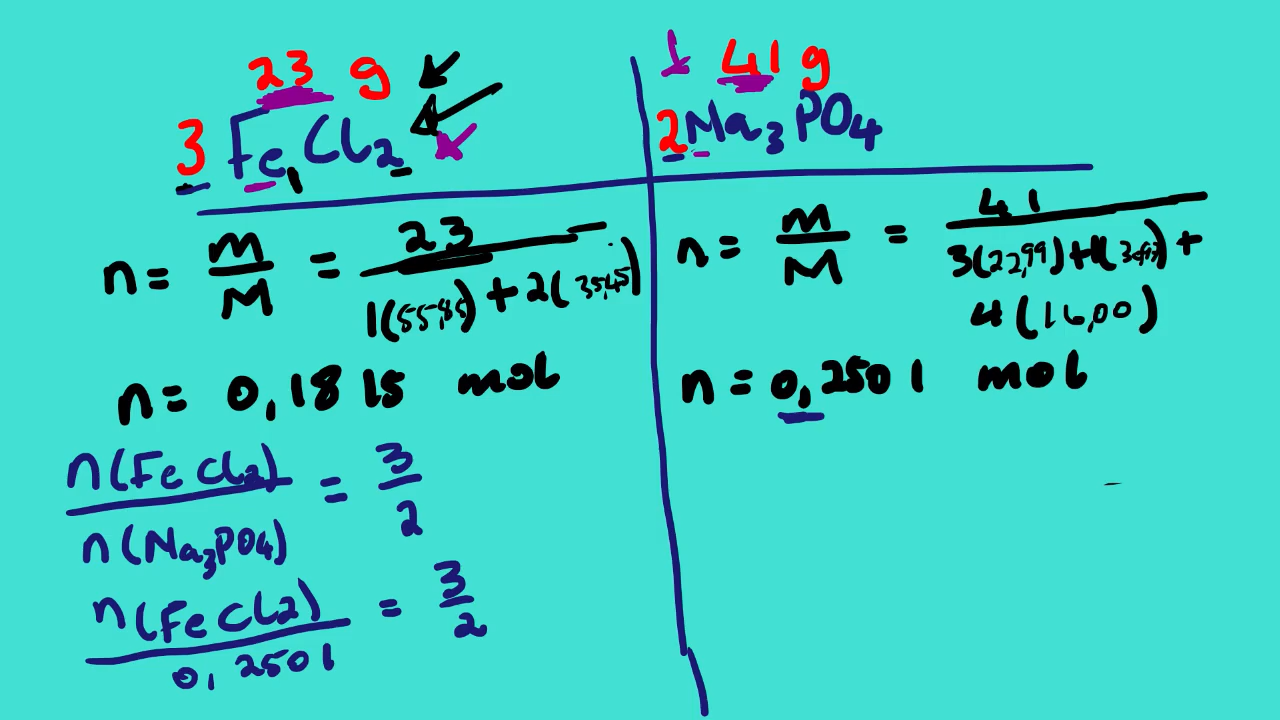 23 g
3 Fe1Cl2
n = m/M = 23/1(55,85) + 2(35,45)
n = 0,1815 mol
n(FeCl2)/n(Na3PO4) = 3/2
n(FeCl2)/0,2501 = 3/2
41 g
2Na3PO4
n = m/M = 41/3(22,99) + 1(30,97) + 4(16,00)
n = 0,2501 mol